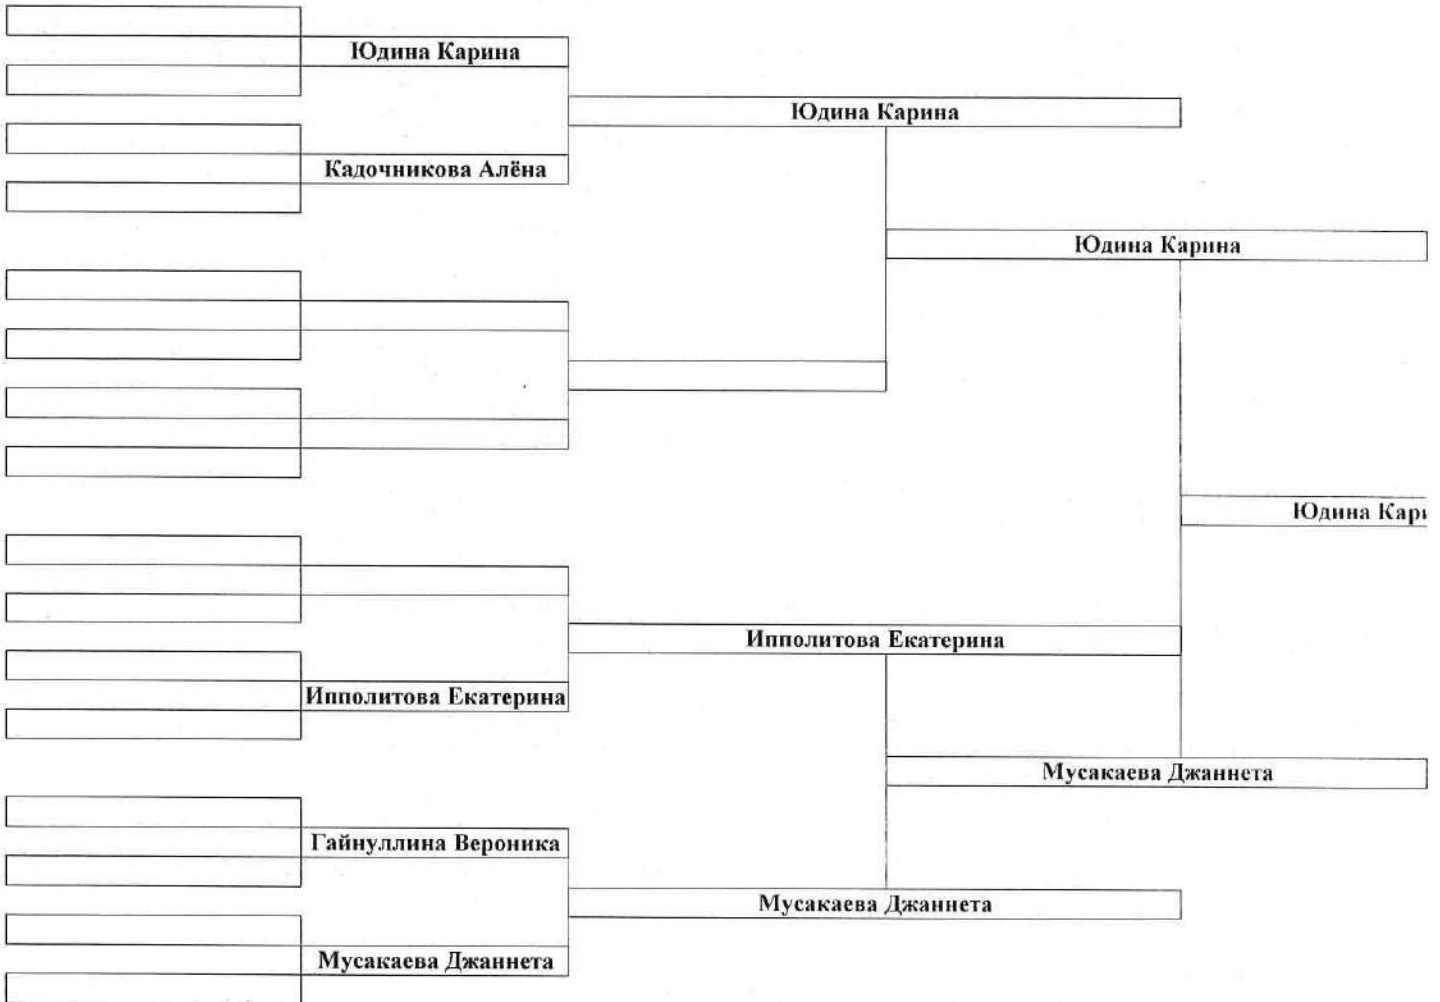 Юдина Карина
Юдина Карина
Кадочникова Алёна
Юдина Карина
Юдина Кари
Ипполитова Екатерина
Ипполитова Екатерина
Мусакаева Джаннета
Гайнуллина Вероника
Мусакаева Джаннета
Мусакаева Джаннета